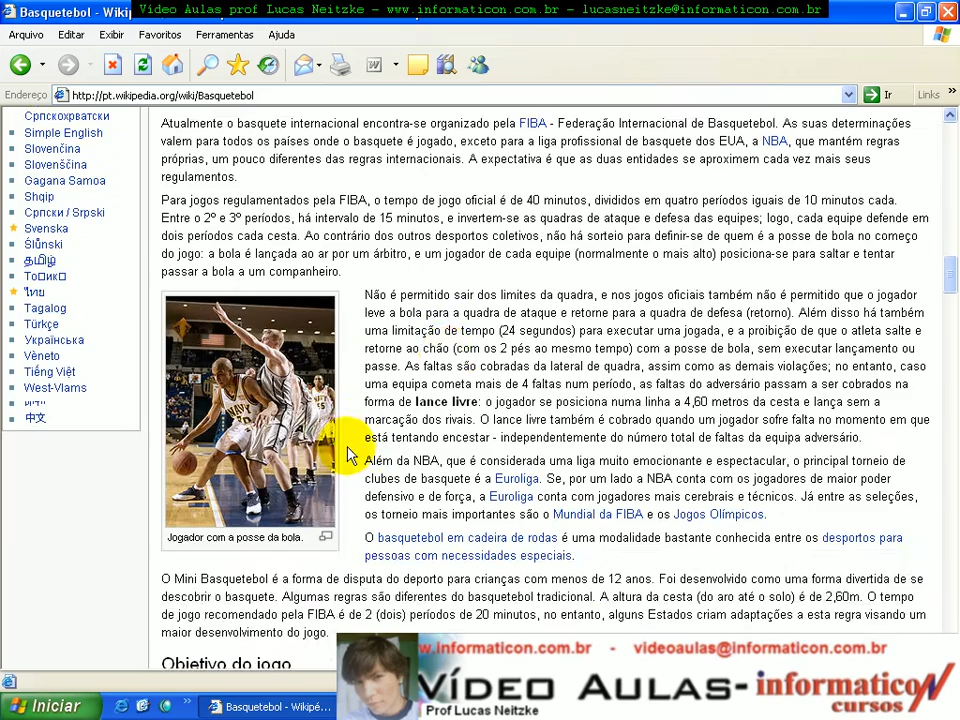 Basquetebol - Wikip
Video Aulas prof Lucas Neitzke – www.informaticon.com.br – lucasneitzke@informaticon.com.br
Arquivo Editar Exibir Favoritos Ferramentas Ajuda
Endereço http://pt.wikipedia.org/wiki/Basquetebol Ir Links »
Српскохрватски
Simple English
Slovenčina
Slovenščina
Gagana Samoa
Shqip
Српски / Srpski
Svenska
Ślůnski
தமிழ்
ไทย
Tagalog
Türkçe
Українська
Vèneto
Tiếng Việt
West-Vlams
中文
Atualmente o basquete internacional encontra-se organizado pela FIBA - Federação Internacional de Basquetebol. As suas determinações
valem para todos os países onde o basquete é jogado, exceto para a liga profissional de basquete dos EUA, a NBA, que mantém regras
próprias, um pouco diferentes das regras internacionais. A expectativa é que as duas entidades se aproximem cada vez mais seus
regulamentos.
Para jogos regulamentados pela FIBA, o tempo de jogo oficial é de 40 minutos, divididos em quatro períodos iguais de 10 minutos cada.
Entre o 2º e 3º períodos, há intervalo de 15 minutos, e invertem-se as quadras de ataque e defesa das equipes; logo, cada equipe defende em
dois períodos cada cesta. Ao contrário dos outros desportos coletivos, não há sorteio para definir-se de quem é a posse de bola no começo
do jogo: a bola é lançada ao ar por um árbitro, e um jogador de cada equipe (normalmente o mais alto) posiciona-se para saltar e tentar
passar a bola a um companheiro.
Não é permitido sair dos limites da quadra, e nos jogos oficiais também não é permitido que o jogador
leve a bola para a quadra de ataque e retorne para a quadra de defesa (retorno). Além disso há também
uma limitação de tempo (24 segundos) para executar uma jogada, e a proibição de que o atleta salte e
retorne ao chão (com os 2 pés ao mesmo tempo) com a posse de bola, sem executar lançamento ou
passe. As faltas são cobradas da lateral de quadra, assim como as demais violações; no entanto, caso
uma equipa cometa mais de 4 faltas num período, as faltas do adversário passam a ser cobrados na
forma de lance livre: o jogador se posiciona numa linha a 4,60 metros da cesta e lança sem a
marcação dos rivais. O lance livre também é cobrado quando um jogador sofre falta no momento em que
está tentando encestar - independentemente do número total de faltas da equipa adversário.
Além da NBA, que é considerada uma liga muito emocionante e espectacular, o principal torneio de
clubes de basquete é a Euroliga. Se, por um lado a NBA conta com os jogadores de maior poder
defensivo e de força, a Euroliga conta com jogadores mais cerebrais e técnicos. Já entre as seleções,
os torneio mais importantes são o Mundial da FIBA e os Jogos Olímpicos.
O basquetebol em cadeira de rodas é uma modalidade bastante conhecida entre os desportos para
pessoas com necessidades especiais.
NAVY
NAVY
55
Jogador com a posse da bola.
O Mini Basquetebol é a forma de disputa do deporto para crianças com menos de 12 anos. Foi desenvolvido como uma forma divertida de se
descobrir o basquete. Algumas regras são diferentes do basquetebol tradicional. A altura da cesta (do aro até o solo) é de 2,60m. O tempo
de jogo recomendado pela FIBA é de 2 (dois) períodos de 20 minutos, no entanto, alguns Estados criam adaptações a esta regra visando um
maior desenvolvimento do jogo.
Objetivo do jogo
w.informaticon.com.br - videoaulas@informaticon.com.br
VÍDEO AULAS- informaticoN
cursos
Prof Lucas Neitzke
Iniciar » Basquetebol - Wikipé...